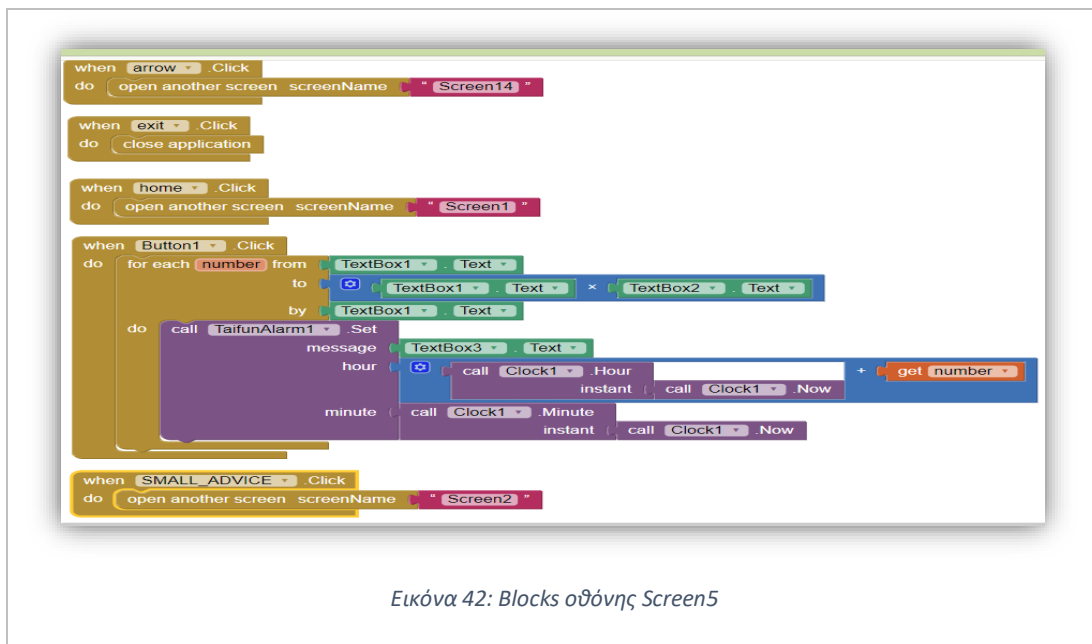 when arrow .Click
do open another screen screenName " Screen14 "
when exit .Click
do close application
when home .Click
do open another screen screenName " Screen1 "
when Button1 .Click
do for each number from TextBox1 . Text
to TextBox1 . Text × TextBox2 . Text
by TextBox1 . Text
do call TaifunAlarm1 .Set
message TextBox3 . Text
hour call Clock1 .Hour + get number
instant call Clock1 .Now
minute call Clock1 .Minute
instant call Clock1 .Now
when SMALL_ADVICE .Click
do open another screen screenName " Screen2 "
Εικόνα 42: Blocks οθόνης Screen5